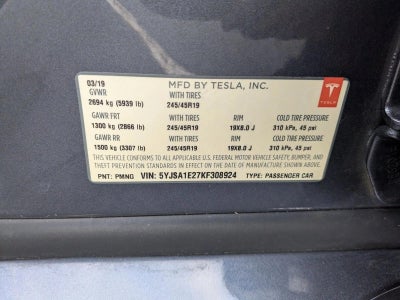 03/19 MFD BY TESLA, INC.
GVWR WITH TIRES
2694 kg (5939 lb) 245/45R19
TESLA
GAWR FRT WITH TIRES RIM COLD TIRE PRESSURE
1300 kg (2866 lb) 245/45R19 19X8.0 J 310 kPa, 45 psi
GAWR RR WITH TIRES RIM COLD TIRE PRESSURE
1500 kg (3307 lb) 245/45R19 19X8.0 J 310 kPa, 45 psi
THIS VEHICLE CONFORMS TO ALL APPLICABLE U.S. FEDERAL MOTOR VEHICLE SAFETY, BUMPER, AND
THEFT PREVENTION STANDARDS IN EFFECT ON THE DATE OF MANUFACTURE SHOWN ABOVE.
PNT: PMNG VIN: 5YJSA1E27KF308924 TYPE: PASSENGER CAR